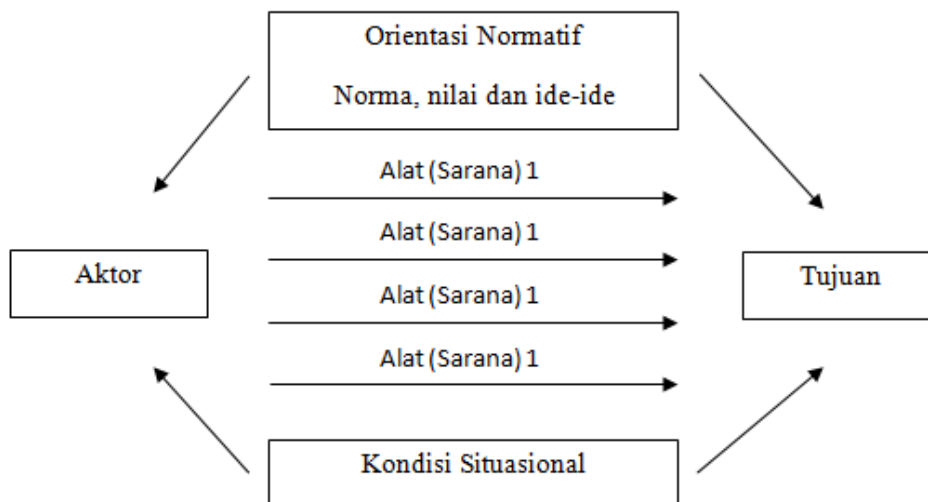 Orientasi Normatif
Norma, nilai dan ide-ide
Alat (Sarana) 1
Alat (Sarana) 1
Aktor
Tujuan
Alat (Sarana) 1
Alat (Sarana) 1
Kondisi Situasional